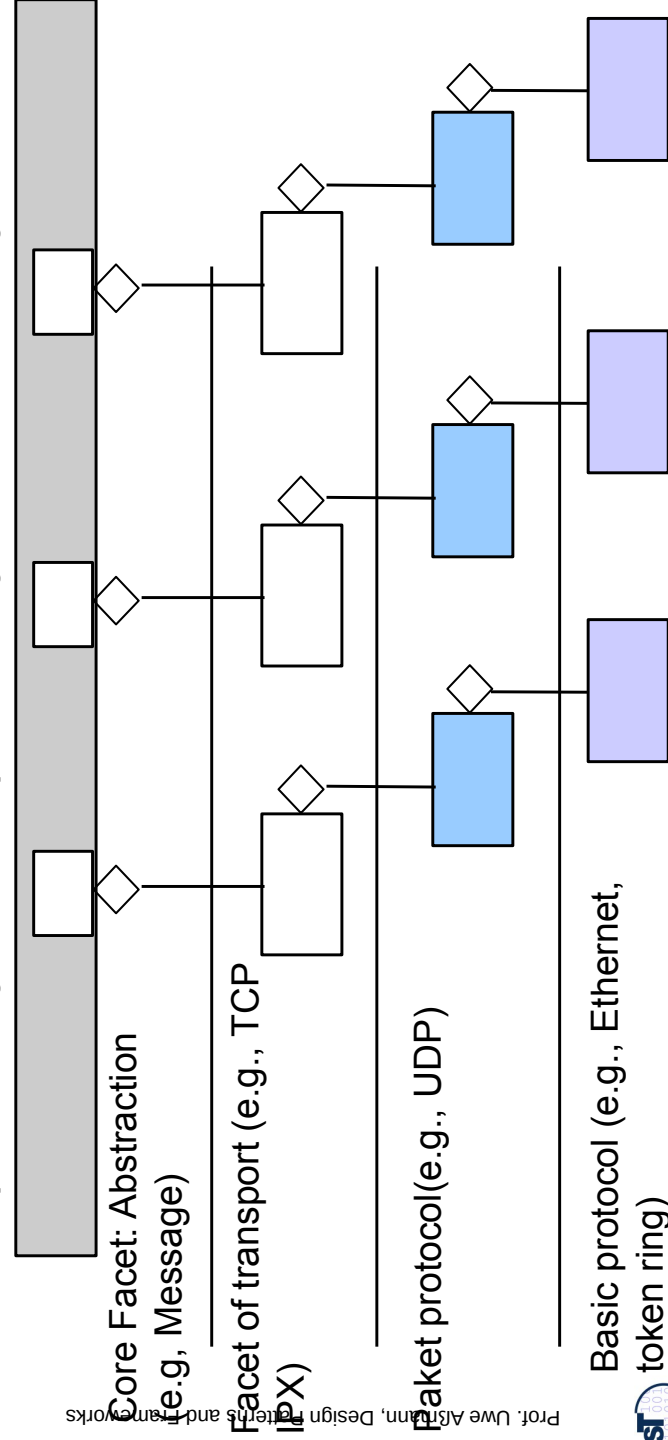 Core Facet: Abstraction
(e.g, Message)
Facet of transport (e.g., TCP
IPX)
Paket protocol(e.g., UDP)
Basic protocol (e.g., Ethernet,
token ring)
Prof. Uwe Aßmann, Design Patterns and Frameworks